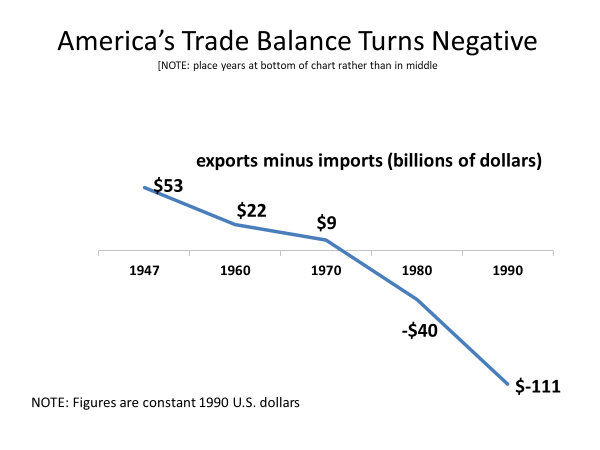 America’s Trade Balance Turns Negative
[NOTE: place years at bottom of chart rather than in middle
exports minus imports (billions of dollars)
$53
$22
$9
1947 1960 1970 1980 1990
-$40
$-111
NOTE: Figures are constant 1990 U.S. dollars